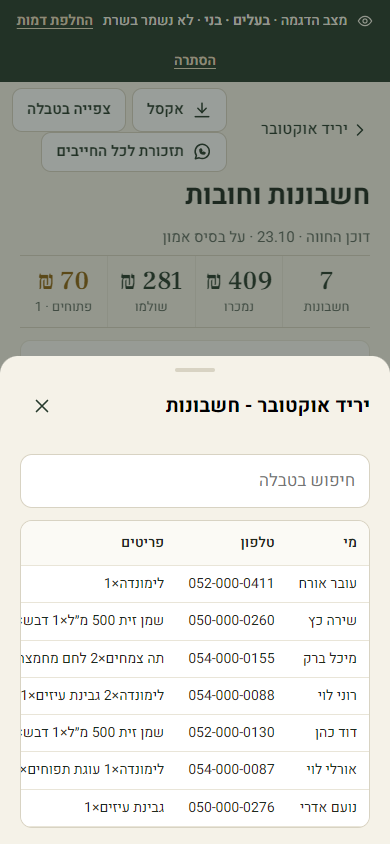 מצב הדגמה · בעלים · בני · לא נשמר בשרת החלפת דמות
הסתרה
יריד אוקטובר
אקסל
צפייה בטבלה
תזכורת לכל החייבים
חשבונות וחובות
דוכן החווה · 23.10 · על בסיס אמון
7 409 ₪ 281 ₪ 70 ₪
חשבונות נמכרו שולמו פתוחים · 1
יריד אוקטובר - חשבונות
חיפוש בטבלה
מי טלפון פריטים
עובר אורח 052-000-0411 לימונדה×1
שירה כץ 050-000-0260 שמן זית 500 מ״ל×1 דבש
מיכל ברק 054-000-0155 תה צמחים×2 לחם מחמצת
רוני לוי 054-000-0088 לימונדה×2 גבינת עיזים×1
דוד כהן 052-000-0130 שמן זית 500 מ״ל×1 דבש
אורלי לוי 054-000-0087 לימונדה×1 עוגת תפוחים×
נועם אדרי 050-000-0276 גבינת עיזים×1